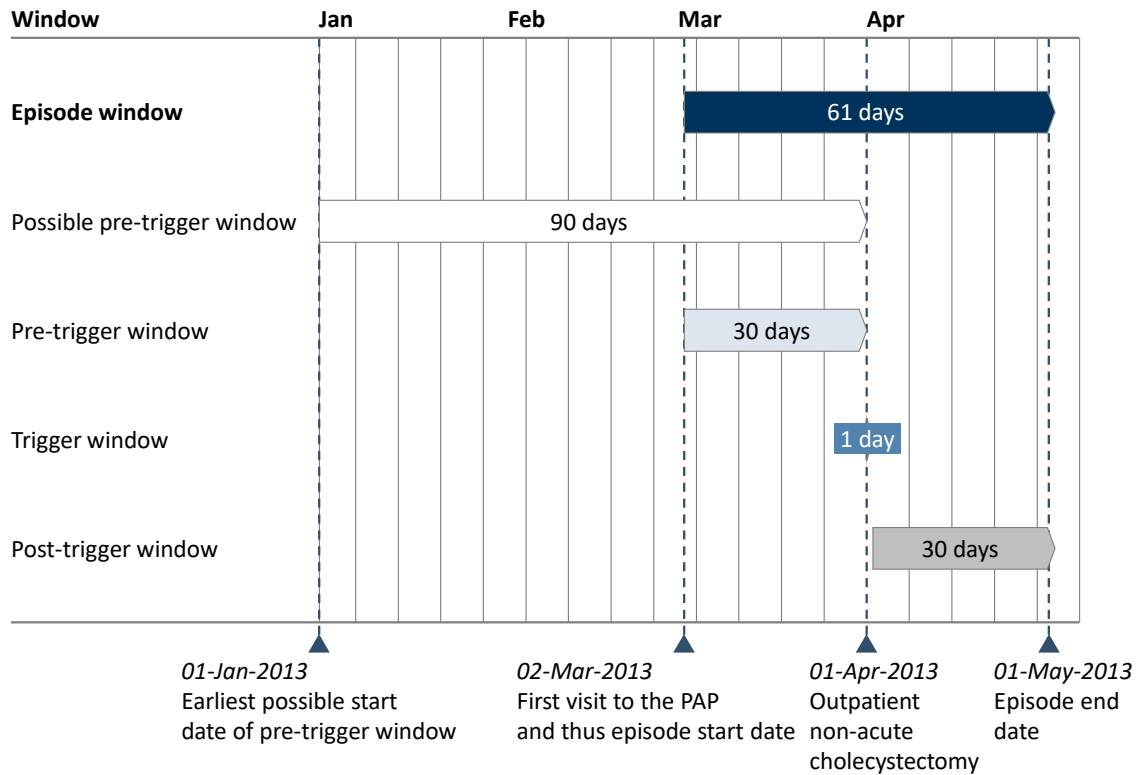 Window Jan Feb Mar Apr
Episode window 61 days
Possible pre-trigger window 90 days
Pre-trigger window 30 days
Trigger window 1 day
Post-trigger window 30 days
01-Jan-2013
Earliest possible start
date of pre-trigger window
02-Mar-2013
First visit to the PAP
and thus episode start date
01-Apr-2013
Outpatient
non-acute
cholecystectomy
01-May-2013
Episode end
date